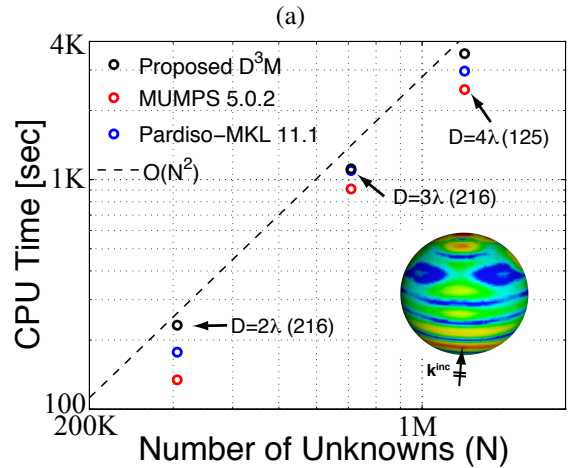 (a)
4K
Proposed D³M
MUMPS 5.0.2
Pardiso-MKL 11.1
O(N²)
D=4λ(125)
1K
D=3λ(216)
CPU Time [sec]
D=2λ(216)
k^inc
100
200K
1M
Number of Unknowns (N)